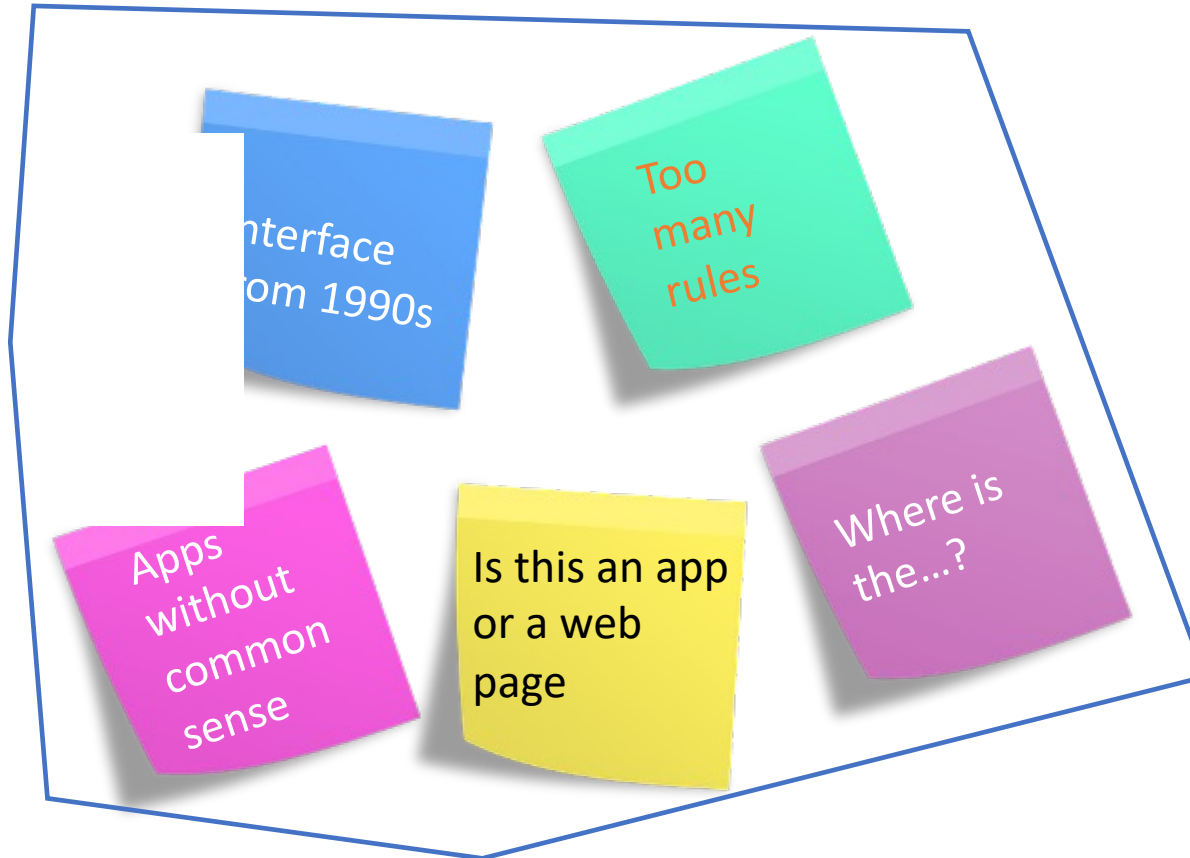 nterface
rom 1990s
Too
many
rules
Apps
without
common
sense
Is this an app
or a web
page
Where is
the...?